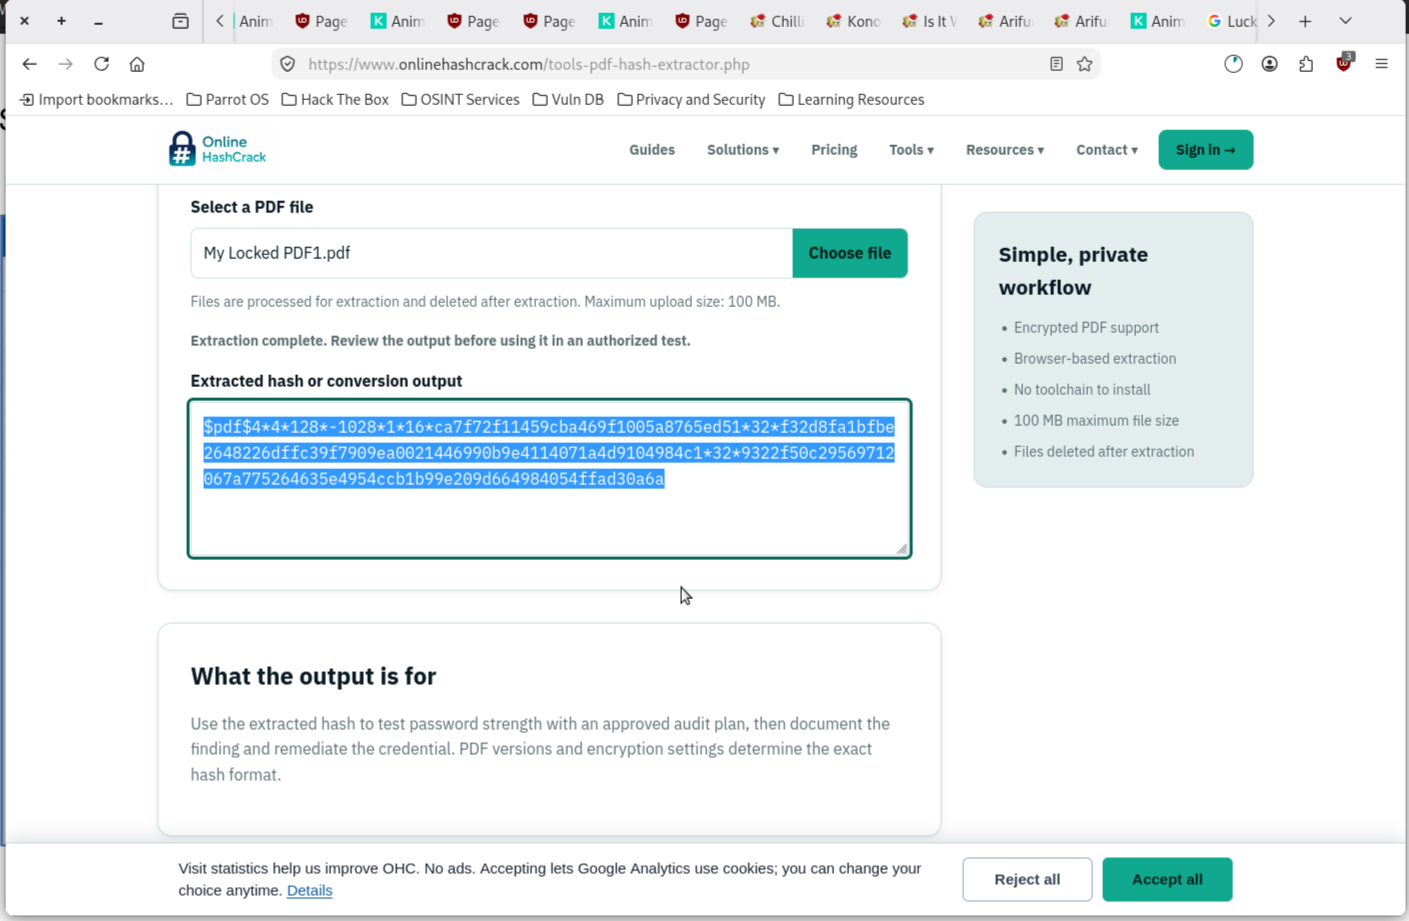 Anim
Page
Anim
Page
Page
Anim
Page
Chilli
Kono
Is It W
Arifu
Arifu
Anim
Luck
https://www.onlinehashcrack.com/tools-pdf-hash-extractor.php
3
Import bookmarks...
Parrot OS
Hack The Box
OSINT Services
Vuln DB
Privacy and Security
Learning Resources
Online
HashCrack
Guides
Solutions ▾
Pricing
Tools ▾
Resources ▾
Contact ▾
Sign in →
Select a PDF file
My Locked PDF1.pdf
Choose file
Files are processed for extraction and deleted after extraction. Maximum upload size: 100 MB.
Extraction complete. Review the output before using it in an authorized test.
Extracted hash or conversion output
$pdf$4*4*128*-1028*1*16*ca7f72f11459cba469f1005a8765ed51*32*f32d8fa1bfbe
2648226dffc39f7909ea0021446990b9e4114071a4d9104984c1*32*9322f50c29569712
067a775264635e4954ccb1b99e209d664984054ffad30a6a
Simple, private
workflow
• Encrypted PDF support
• Browser-based extraction
• No toolchain to install
• 100 MB maximum file size
• Files deleted after extraction
What the output is for
Use the extracted hash to test password strength with an approved audit plan, then document the
finding and remediate the credential. PDF versions and encryption settings determine the exact
hash format.
Visit statistics help us improve OHC. No ads. Accepting lets Google Analytics use cookies; you can change your
choice anytime. Details
Reject all
Accept all